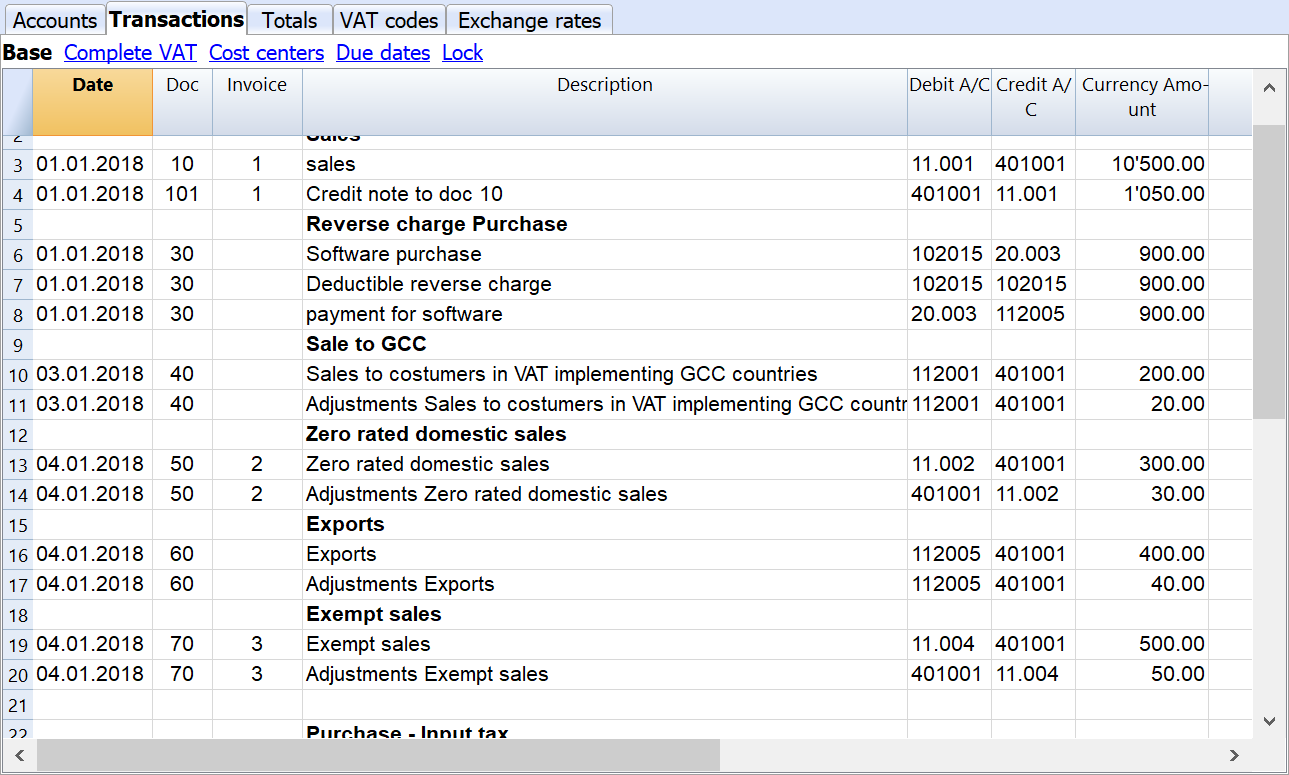 Accounts Transactions Totals VAT codes Exchange rates
Base Complete VAT Cost centers Due dates Lock
Date Doc Invoice Description Debit A/C Credit A/ Currency Amo-
C unt
2 Sales
3 01.01.2018 10 1 sales 11.001 401001 10'500.00
4 01.01.2018 101 1 Credit note to doc 10 401001 11.001 1'050.00
5 Reverse charge Purchase
6 01.01.2018 30 Software purchase 102015 20.003 900.00
7 01.01.2018 30 Deductible reverse charge 102015 102015 900.00
8 01.01.2018 30 payment for software 20.003 112005 900.00
9 Sale to GCC
10 03.01.2018 40 Sales to costumers in VAT implementing GCC countries 112001 401001 200.00
11 03.01.2018 40 Adjustments Sales to costumers in VAT implementing GCC countr 112001 401001 20.00
12 Zero rated domestic sales
13 04.01.2018 50 2 Zero rated domestic sales 11.002 401001 300.00
14 04.01.2018 50 2 Adjustments Zero rated domestic sales 401001 11.002 30.00
15 Exports
16 04.01.2018 60 Exports 112005 401001 400.00
17 04.01.2018 60 Adjustments Exports 112005 401001 40.00
18 Exempt sales
19 04.01.2018 70 3 Exempt sales 11.004 401001 500.00
20 04.01.2018 70 3 Adjustments Exempt sales 401001 11.004 50.00
21
22 Purchase - Input tax